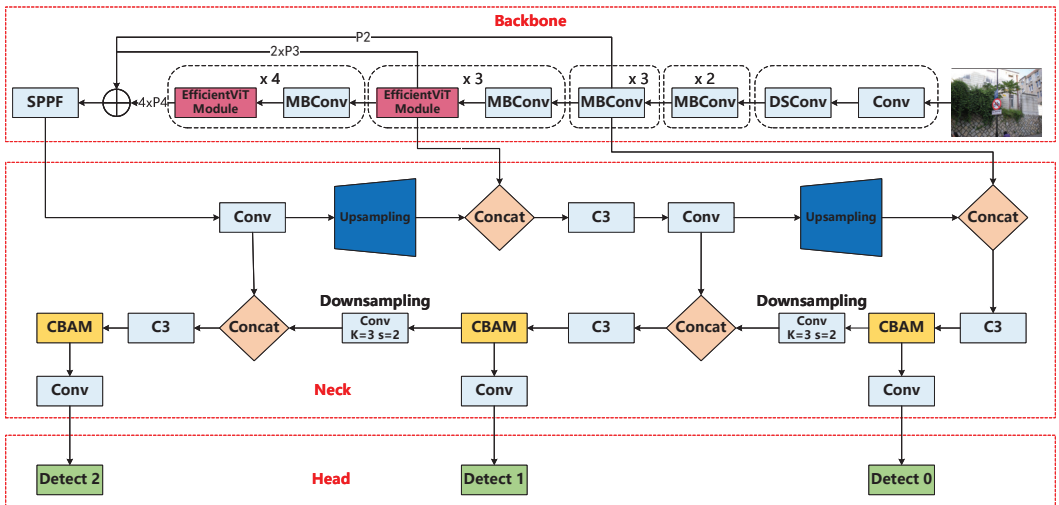 Backbone
P2
2xP3
x 4
x 3
x 3
x 2
SPPF
4xP4
EfficientViT
Module
MBConv
EfficientViT
Module
MBConv
MBConv
MBConv
DSConv
Conv
Conv
Upsampling
Concat
C3
Conv
Upsampling
Concat
Downsampling
Downsampling
CBAM
C3
Concat
Conv
K=3 s=2
CBAM
C3
Concat
Conv
K=3 s=2
CBAM
C3
Conv
Neck
Conv
Conv
Detect 2
Head
Detect 1
Detect 0